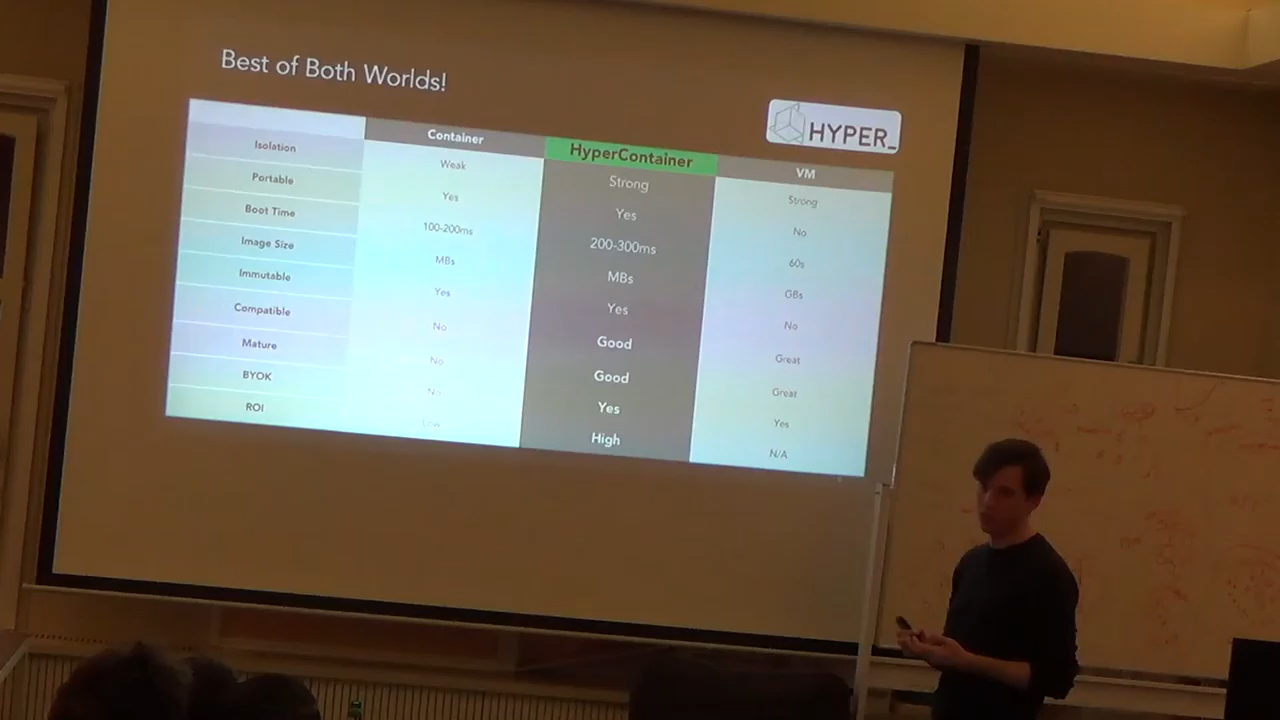 Best of Both Worlds!
HYPER_
Container HyperContainer VM
Isolation Weak Strong Strong
Portable Yes Yes No
Boot Time 100-200ms 200-300ms 60s
Image Size MBs MBs GBs
Immutable Yes Yes No
Compatible No Good Great
Mature No Good Great
BYOK No Yes Yes
ROI Low High N/A